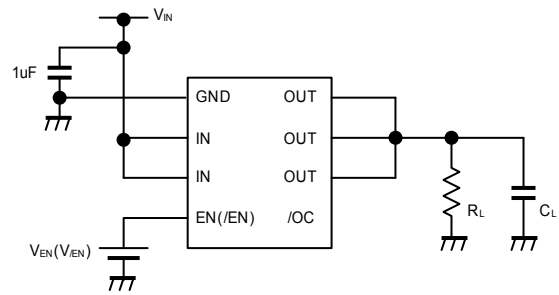 VIN
1uF
GND OUT
IN OUT
IN OUT
EN(/EN) /OC
VEN(V/EN)
RL
CL